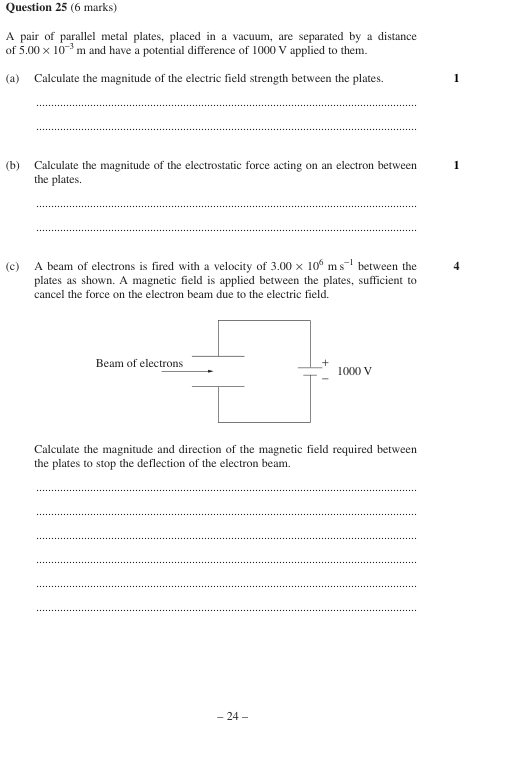 Question 25 (6 marks)
A pair of parallel metal plates, placed in a vacuum, are separated by a distance
of 5.00 × 10⁻³ m and have a potential difference of 1000 V applied to them.
(a) Calculate the magnitude of the electric field strength between the plates. 1
(b) Calculate the magnitude of the electrostatic force acting on an electron between 1
the plates.
(c) A beam of electrons is fired with a velocity of 3.00 × 10⁶ m s⁻¹ between the 4
plates as shown. A magnetic field is applied between the plates, sufficient to
cancel the force on the electron beam due to the electric field.
Beam of electrons
+
1000 V
–
Calculate the magnitude and direction of the magnetic field required between
the plates to stop the deflection of the electron beam.
– 24 –